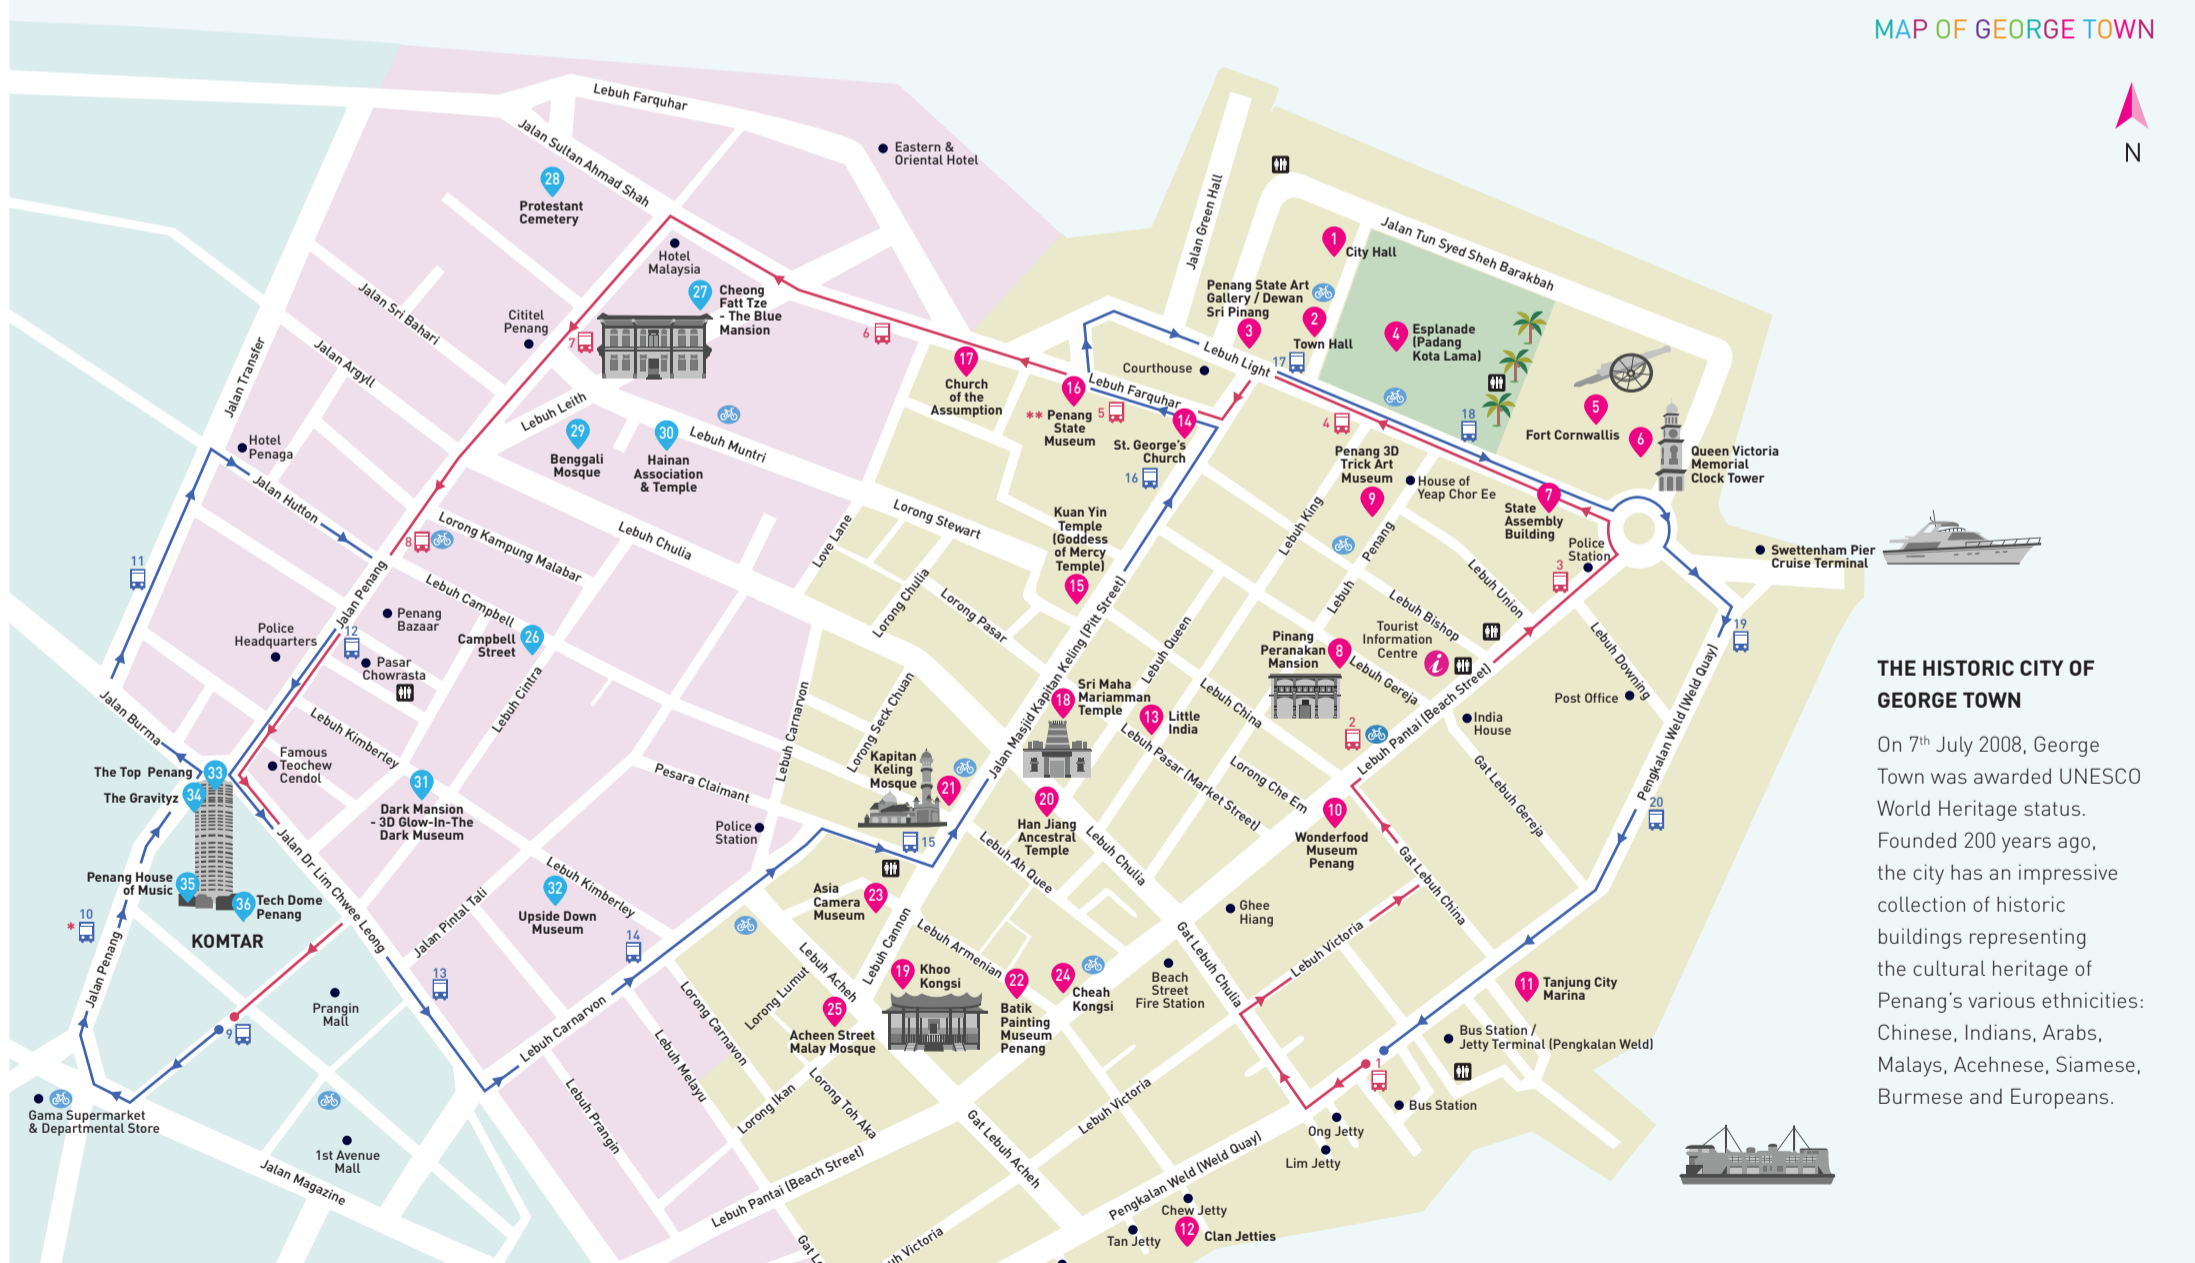 MAP OF GEORGE TOWN
N
Lebuh Farquhar
Jalan Sultan Ahmad Shah
Eastern &
Oriental Hotel
28
Protestant
Cemetery
Hotel
Malaysia
27
Cheong
Fatt Tze
- The Blue
Mansion
Jalan Green Hall
1
City Hall
Jalan Tun Syed Sheh Barakbah
Penang State Art
Gallery / Dewan
Sri Pinang
3
2
Town Hall
4
Esplanade
(Padang
Kota Lama)
Jalan Sri Bahari
Cititel
Penang
7
6
Jalan Argyll
Jalan Transfer
Lebuh Light
17
Courthouse
17
Church
of the
Assumption
16
Lebuh Farquhar
** Penang
State
Museum
5
14
St. George's
Church
16
4
18
5
Fort Cornwallis
6
Queen Victoria
Memorial
Clock Tower
Lebuh Leith
29
Benggali
Mosque
30
Hainan
Association
& Temple
Lebuh Muntri
Hotel
Penaga
Jalan Hutton
Penang 3D
Trick Art
Museum
9
House of
Yeap Chor Ee
7
State
Assembly
Building
Police
Station
3
Swettenham Pier
Cruise Terminal
8
Lorong Kampung Malabar
Lebuh Chulia
Love Lane
Lorong Stewart
Kuan Yin
Temple
(Goddess
of Mercy
Temple)
15
Lebuh King
Lebuh Penang
Lebuh Union
Lebuh Bishop
11
Jalan Penang
Lebuh Campbell
Penang
Bazaar
Police
Headquarters
12
Pasar
Chowrasta
Campbell
Street
26
Lorong Chulia
Lorong Pasar
Lebuh Queen
Pinang
Peranakan
Mansion
8
Tourist
Information
Centre
i
Lebuh Gereja
Lebuh Downing
19
Post Office
Pengkalan Weld (Weld Quay)
Jalan Burma
Lebuh Cintra
Lebuh Kimberley
Lebuh Carnarvon
Lorong Seck Chuan
Jalan Masjid Kapitan Keling (Pitt Street)
18
Sri Maha
Mariamman
Temple
13
Little
India
Lebuh China
Lebuh Pasar (Market Street)
Lorong Che Em
2
Lebuh Pantai (Beach Street)
India
House
Gat Lebuh Gereja
THE HISTORIC CITY OF
GEORGE TOWN
On 7th July 2008, George
Town was awarded UNESCO
World Heritage status.
Founded 200 years ago,
the city has an impressive
collection of historic
buildings representing
the cultural heritage of
Penang's various ethnicities:
Chinese, Indians, Arabs,
Malays, Acehnese, Siamese,
Burmese and Europeans.
The Top Penang
33
The Gravityz
34
Famous
Teochew
Cendol
31
Dark Mansion
- 3D Glow-In-The
Dark Museum
Pesara Claimant
Police
Station
Kapitan
Keling
Mosque
21
15
20
Han Jiang
Ancestral
Temple
Lebuh Ah Quee
Lebuh Chulia
10
Wonderfood
Museum
Penang
20
Gat Lebuh China
Penang House
of Music
35
36
Tech Dome
Penang
KOMTAR
10
*
Jalan Penang
Jalan Dr Lim Chwee Leong
Jalan Pintal Tali
32
Upside Down
Museum
Lebuh Kimberley
14
Asia
Camera
Museum
23
Lebuh Cannon
Lebuh Armenian
Lebuh Acheh
19
Khoo
Kongsi
22
Batik
Painting
Museum
Penang
24
Cheah
Kongsi
Ghee
Hiang
Beach
Street
Fire Station
Gat Lebuh Chulia
Lebuh Victoria
11
Tanjung City
Marina
13
Prangin
Mall
9
Lebuh Carnarvon
Lorong Carnavon
Lebuh Melayu
Lorong Lumut
25
Acheen Street
Malay Mosque
Bus Station /
Jetty Terminal (Pengkalan Weld)
1
Bus Station
Ong Jetty
Lim Jetty
Gama Supermarket
& Departmental Store
1st Avenue
Mall
Jalan Magazine
Lebuh Prangin
Lorong Ikan
Lorong Toh Aka
Lebuh Pantai (Beach Street)
Gat Lebuh Acheh
Lebuh Victoria
Pengkalan Weld (Weld Quay)
Chew Jetty
Tan Jetty
12
Clan Jetties
Victoria